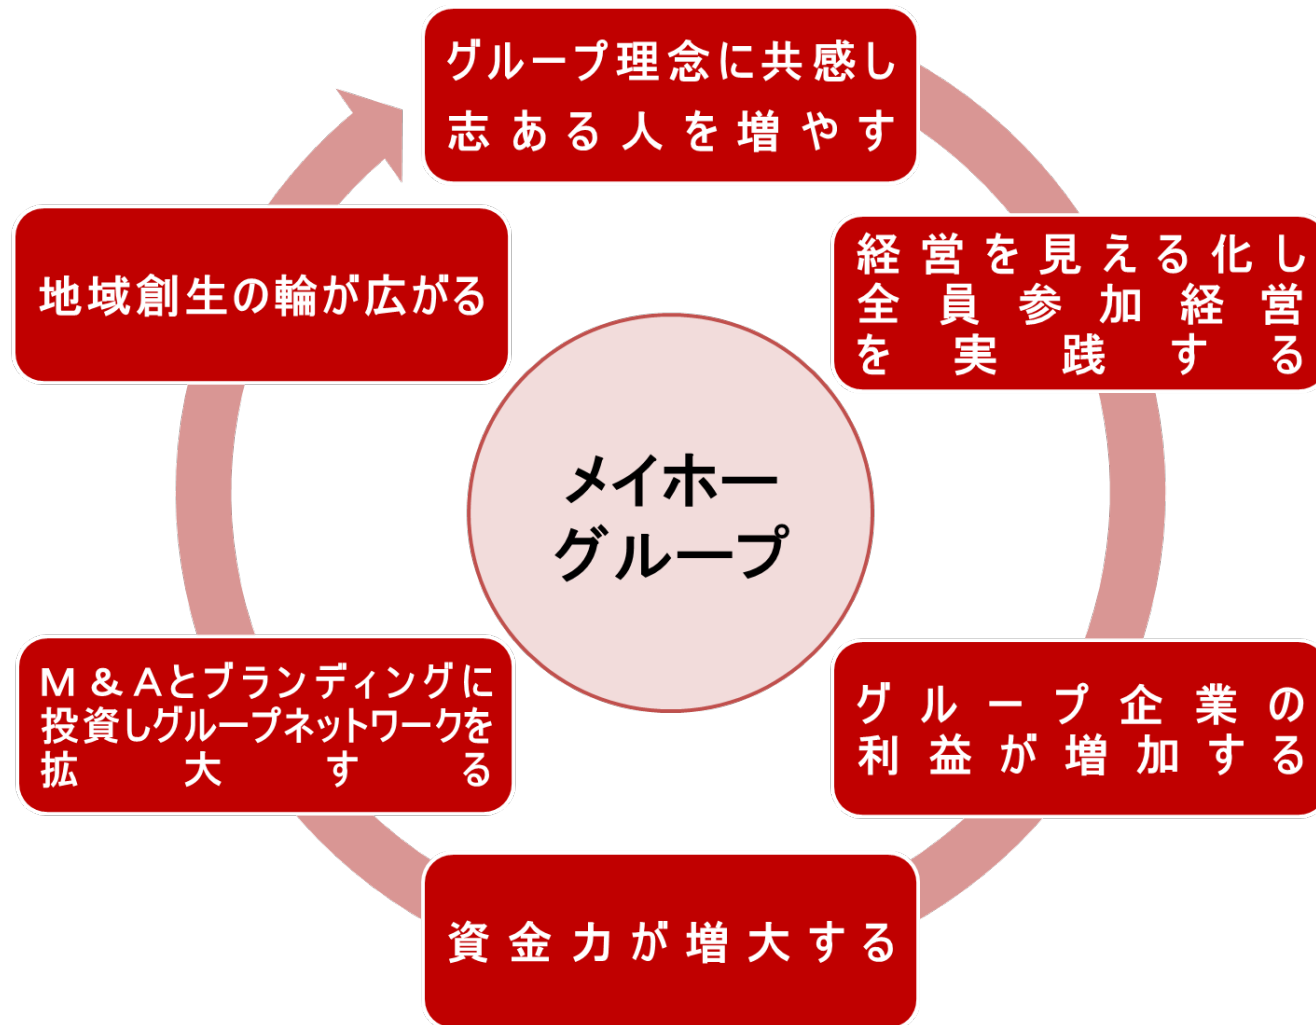 グループ理念に共感し
志ある人を増やす
経営を見える化し
全員参加経営
を実践する
グループ企業の
利益が増加する
資金力が増大する
M&Aとブランディングに
投資しグループネットワークを
拡大する
地域創生の輪が広がる
メイホー
グループ